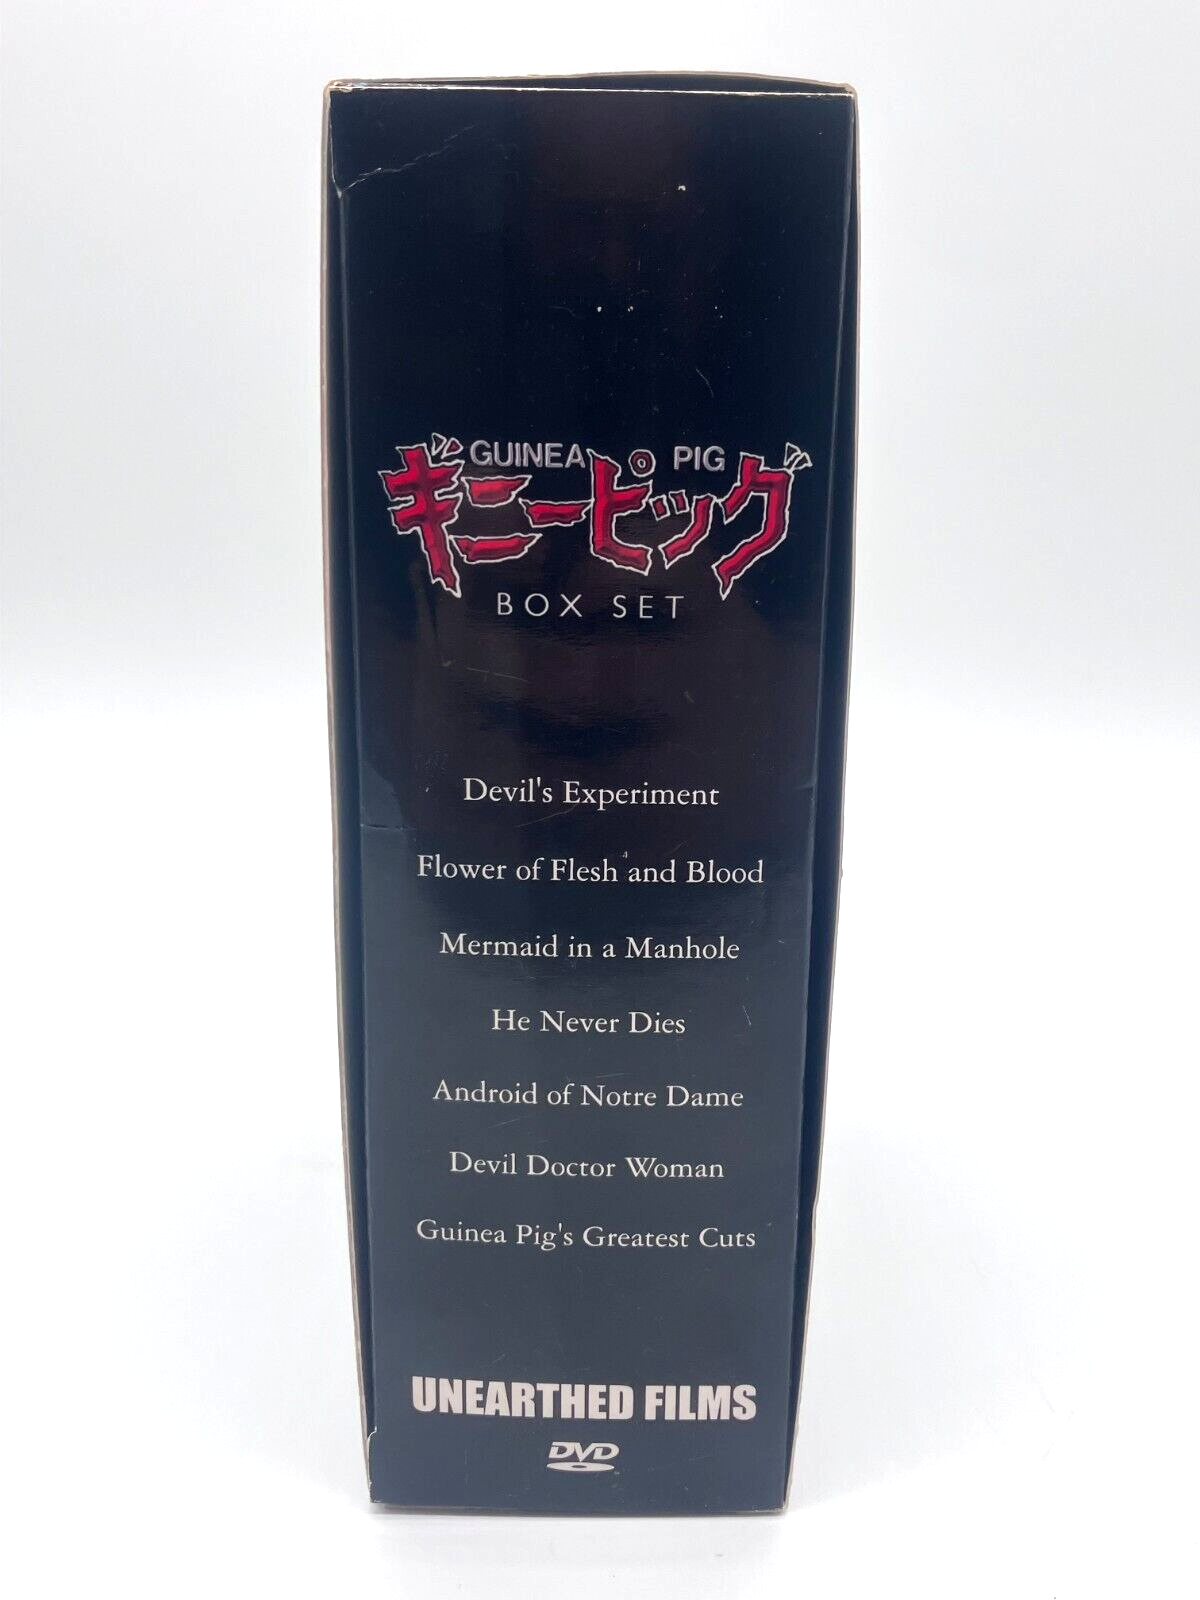 GUINEA PIG
ギニーピッグ
BOX SET
Devil's Experiment
Flower of Flesh and Blood
Mermaid in a Manhole
He Never Dies
Android of Notre Dame
Devil Doctor Woman
Guinea Pig's Greatest Cuts
UNEARTHED FILMS
DVD